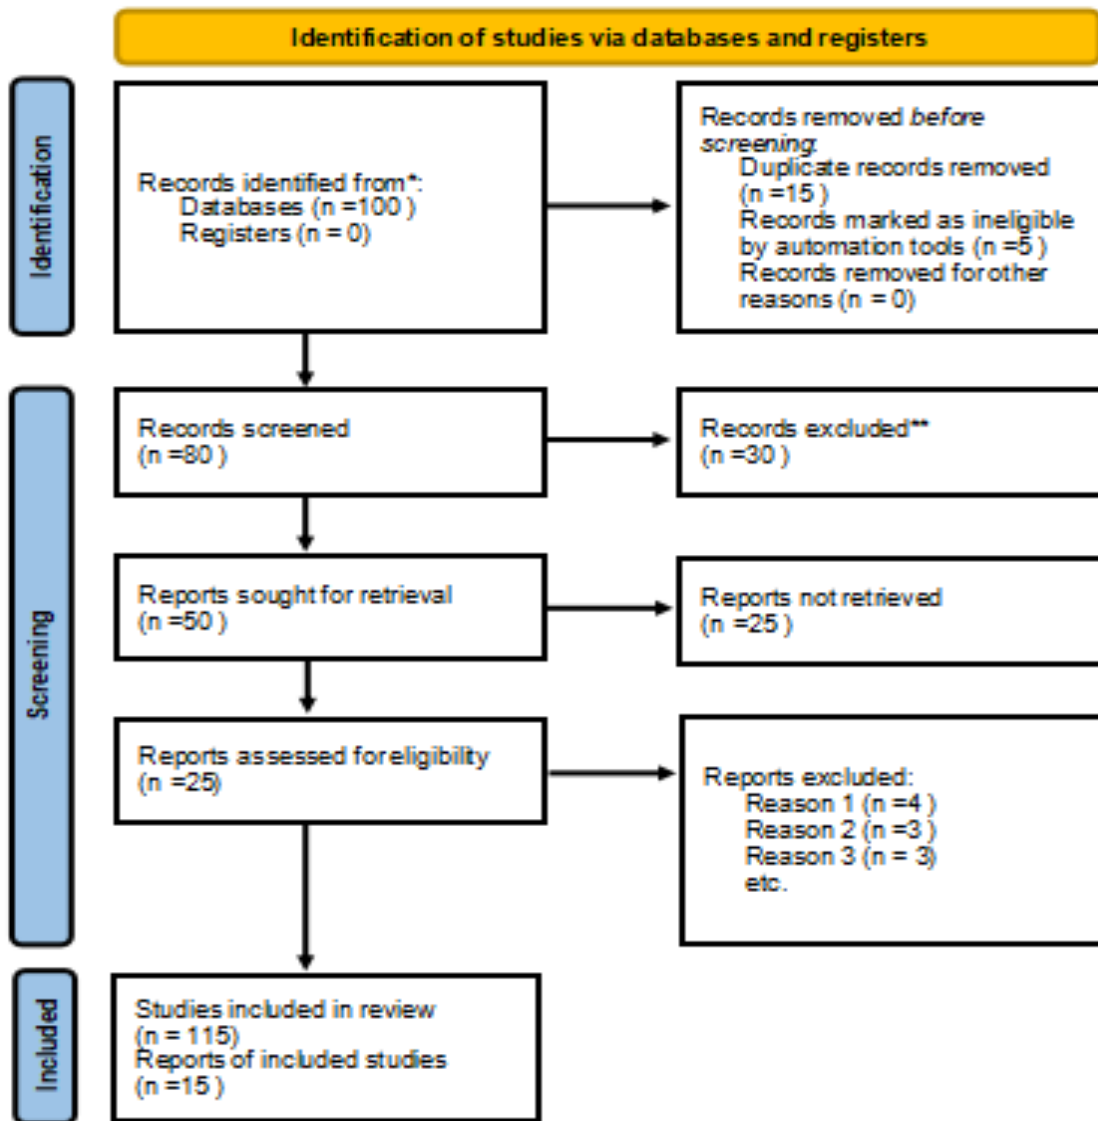 Identification of studies via databases and registers
Identification
Records identified from*:
Databases (n =100 )
Registers (n = 0)
Records removed before
screening:
Duplicate records removed
(n =15 )
Records marked as ineligible
by automation tools (n =5 )
Records removed for other
reasons (n = 0)
Screening
Records screened
(n =80 )
Records excluded**
(n =30 )
Reports sought for retrieval
(n =50 )
Reports not retrieved
(n =25 )
Reports assessed for eligibility
(n =25)
Reports excluded:
Reason 1 (n =4 )
Reason 2 (n =3 )
Reason 3 (n = 3)
etc.
Included
Studies included in review
(n = 115)
Reports of included studies
(n =15 )